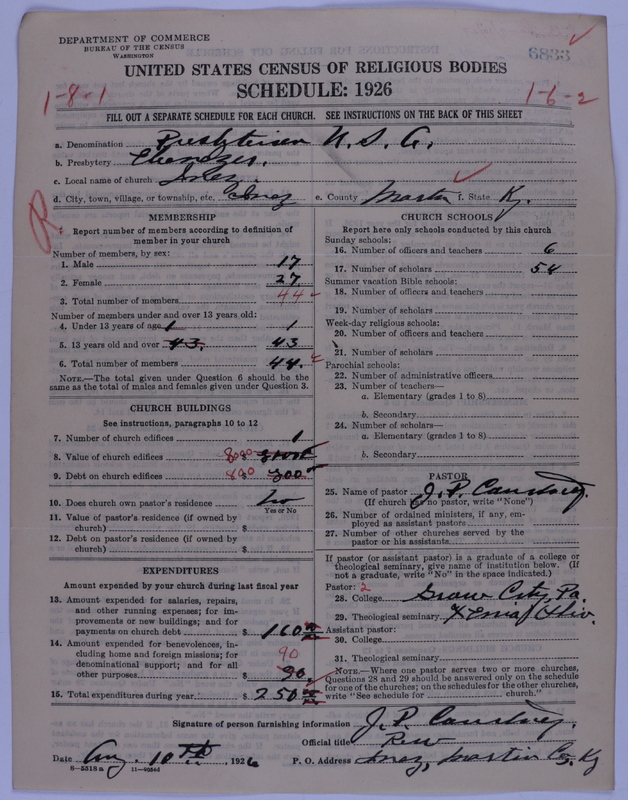 DEPARTMENT OF COMMERCE
BUREAU OF THE CENSUS
WASHINGTON
6833
UNITED STATES CENSUS OF RELIGIOUS BODIES
SCHEDULE: 1926
1-8-1
1-6-2
FILL OUT A SEPARATE SCHEDULE FOR EACH CHURCH. SEE INSTRUCTIONS ON THE BACK OF THIS SHEET
a. Denomination Presbyterian U. S. A.
b. Presbytery Ebenezer.
c. Local name of church Inez.
d. City, town, village, or township, etc. Inez e. County Martin f. State Ky.
MEMBERSHIP
Report number of members according to definition of
member in your church
Number of members, by sex:
1. Male 17
2. Female 27
3. Total number of members 44
Number of members under and over 13 years old:
4. Under 13 years of age 1 1
5. 13 years old and over 43, 43
6. Total number of members 44.
NOTE.—The total given under Question 6 should be the
same as the total of males and females given under Question 3.
CHURCH BUILDINGS
See instructions, paragraphs 10 to 12
7. Number of church edifices 1
8. Value of church edifices 8000 $
9. Debt on church edifices 800 $ 300
10. Does church own pastor's residence No
Yes or No
11. Value of pastor's residence (if owned by
church) $
12. Debt on pastor's residence (if owned by
church) $
EXPENDITURES
Amount expended by your church during last fiscal year
13. Amount expended for salaries, repairs,
and other running expenses; for im-
provements or new buildings; and for
payments on church debt $ 160
14. Amount expended for benevolences, in-
cluding home and foreign missions; for
denominational support; and for all
other purposes. 90 $ 90
15. Total expenditures during year $ 250
CHURCH SCHOOLS
Report here only schools conducted by this church
Sunday schools:
16. Number of officers and teachers 6
17. Number of scholars 54
Summer vacation Bible schools:
18. Number of officers and teachers
19. Number of scholars
Week-day religious schools:
20. Number of officers and teachers
21. Number of scholars
Parochial schools:
22. Number of administrative officers
23. Number of teachers—
a. Elementary (grades 1 to 8)
b. Secondary
24. Number of scholars—
a. Elementary (grades 1 to 8)
b. Secondary
PASTOR
25. Name of pastor J. P.
(If church has no pastor, write "None")
26. Number of ordained ministers, if any, em-
ployed as assistant pastors
27. Number of other churches served by the
pastor or his assistants
If pastor (or assistant pastor) is a graduate of a college or
theological seminary, give name of institution below. (If
not a graduate, write "No" in the space indicated.)
Pastor: 2
28. College Grove City, Pa.
29. Theological seminary Xenia, Ohio.
Assistant pastor:
30. College
31. Theological seminary
NOTE.—Where one pastor serves two or more churches,
Questions 28 and 29 should be answered only on the schedule
for one of the churches; on the schedules for the other churches,
write "See schedule for church."
Signature of person furnishing information J. P.
Official title Rev
Date Aug. 10th, 1926 P. O. Address Inez, Martin Co, Ky
8—5518 a 11—9054d